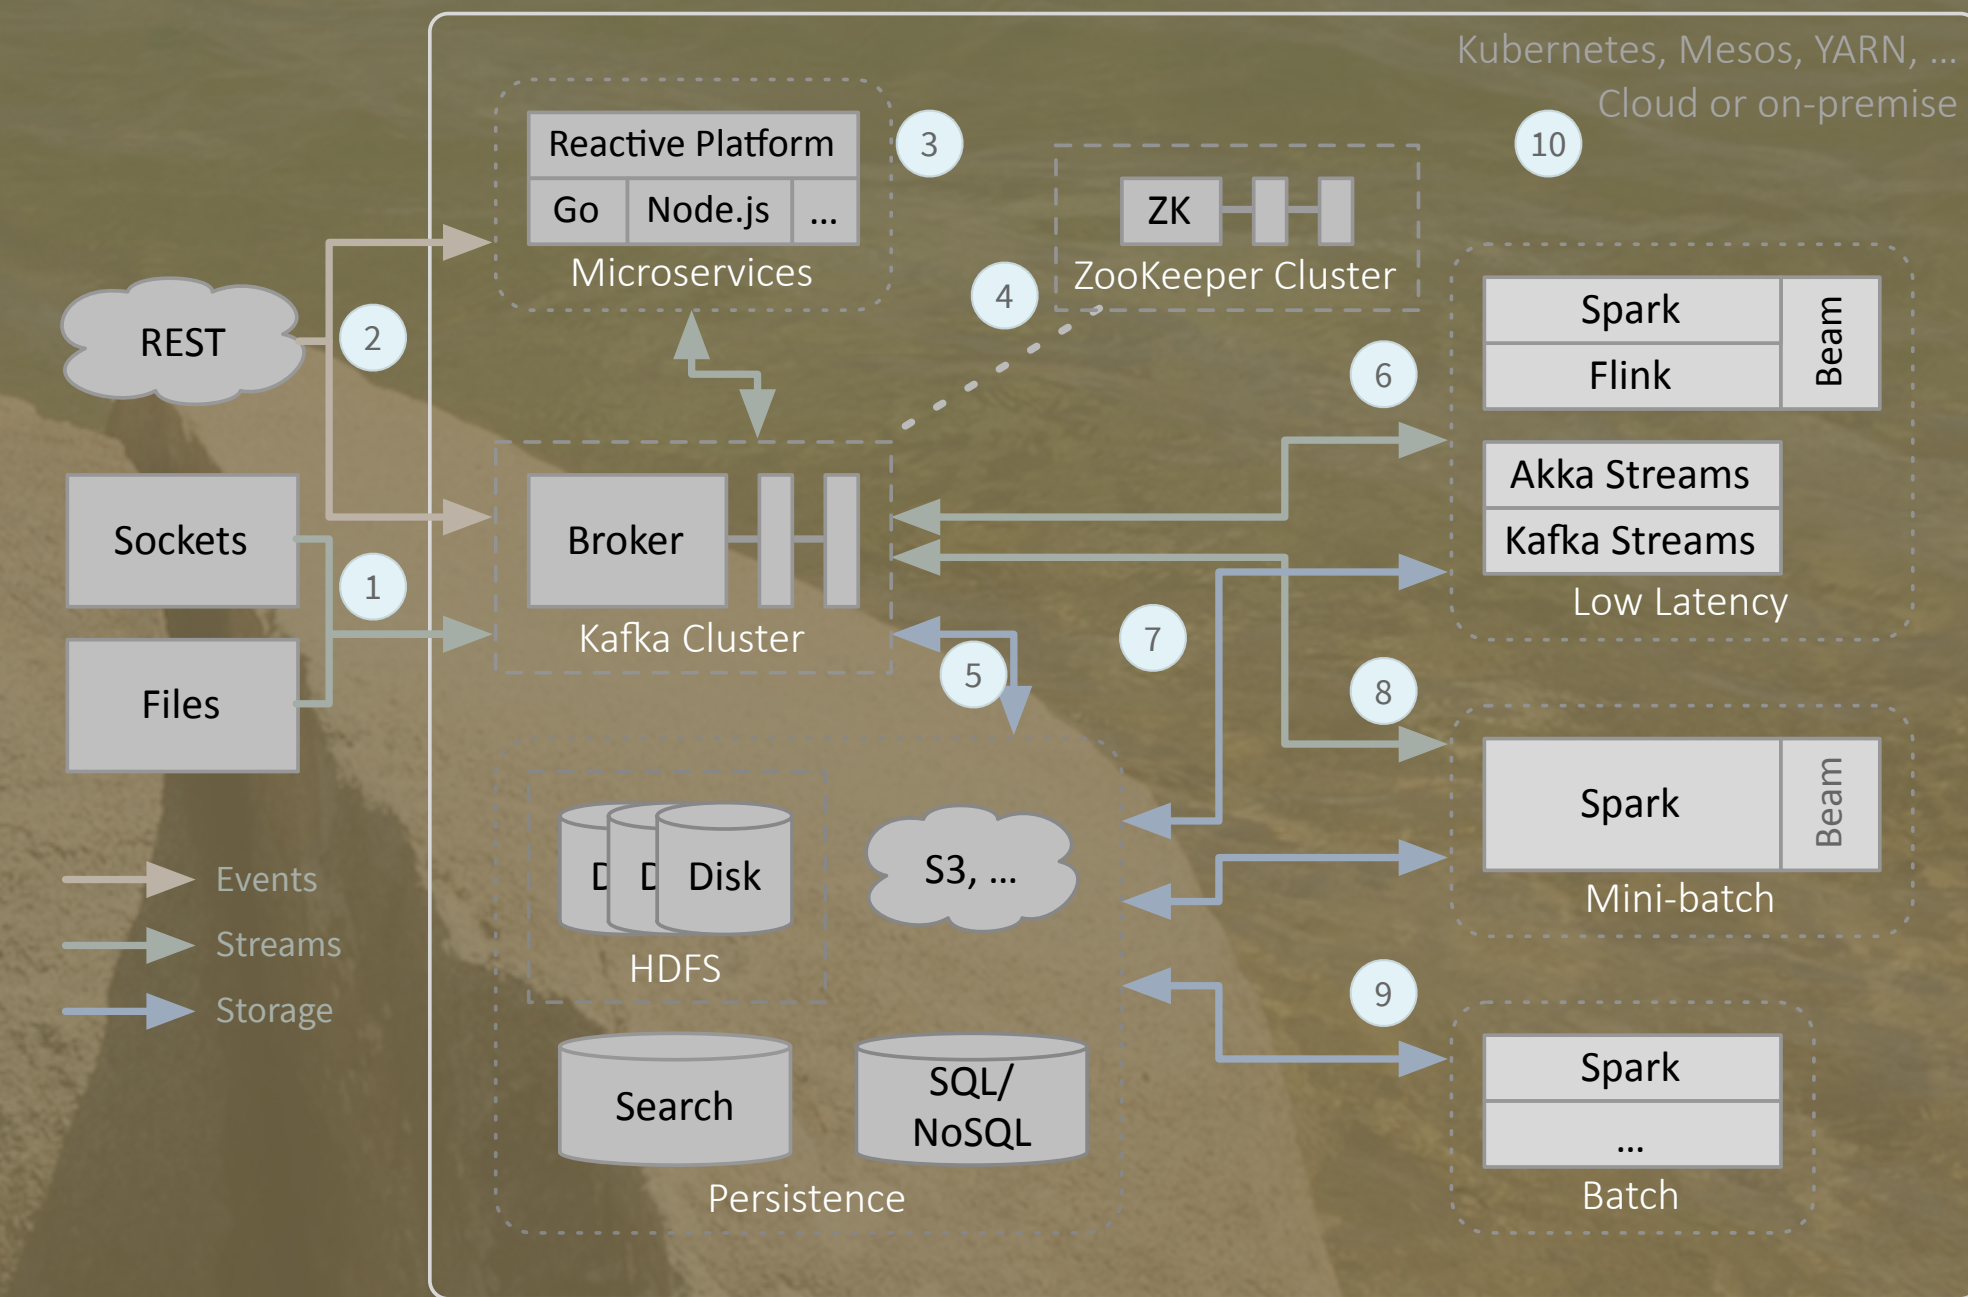 Kubernetes, Mesos, YARN, ...
Cloud or on-premise
Reactive Platform
Go
Node.js
...
Microservices
3
10
ZK
ZooKeeper Cluster
4
REST
2
Spark
Flink
Beam
6
Akka Streams
Kafka Streams
Low Latency
Sockets
1
Files
Broker
Kafka Cluster
5
7
8
Spark
Beam
Mini-batch
D
D
Disk
HDFS
S3, ...
Search
SQL/
NoSQL
Persistence
9
Spark
...
Batch
Events
Streams
Storage